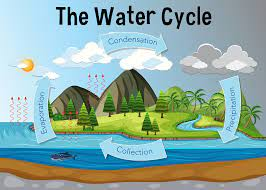 The Water Cycle
Condensation
Evaporation
Precipitation
Collection